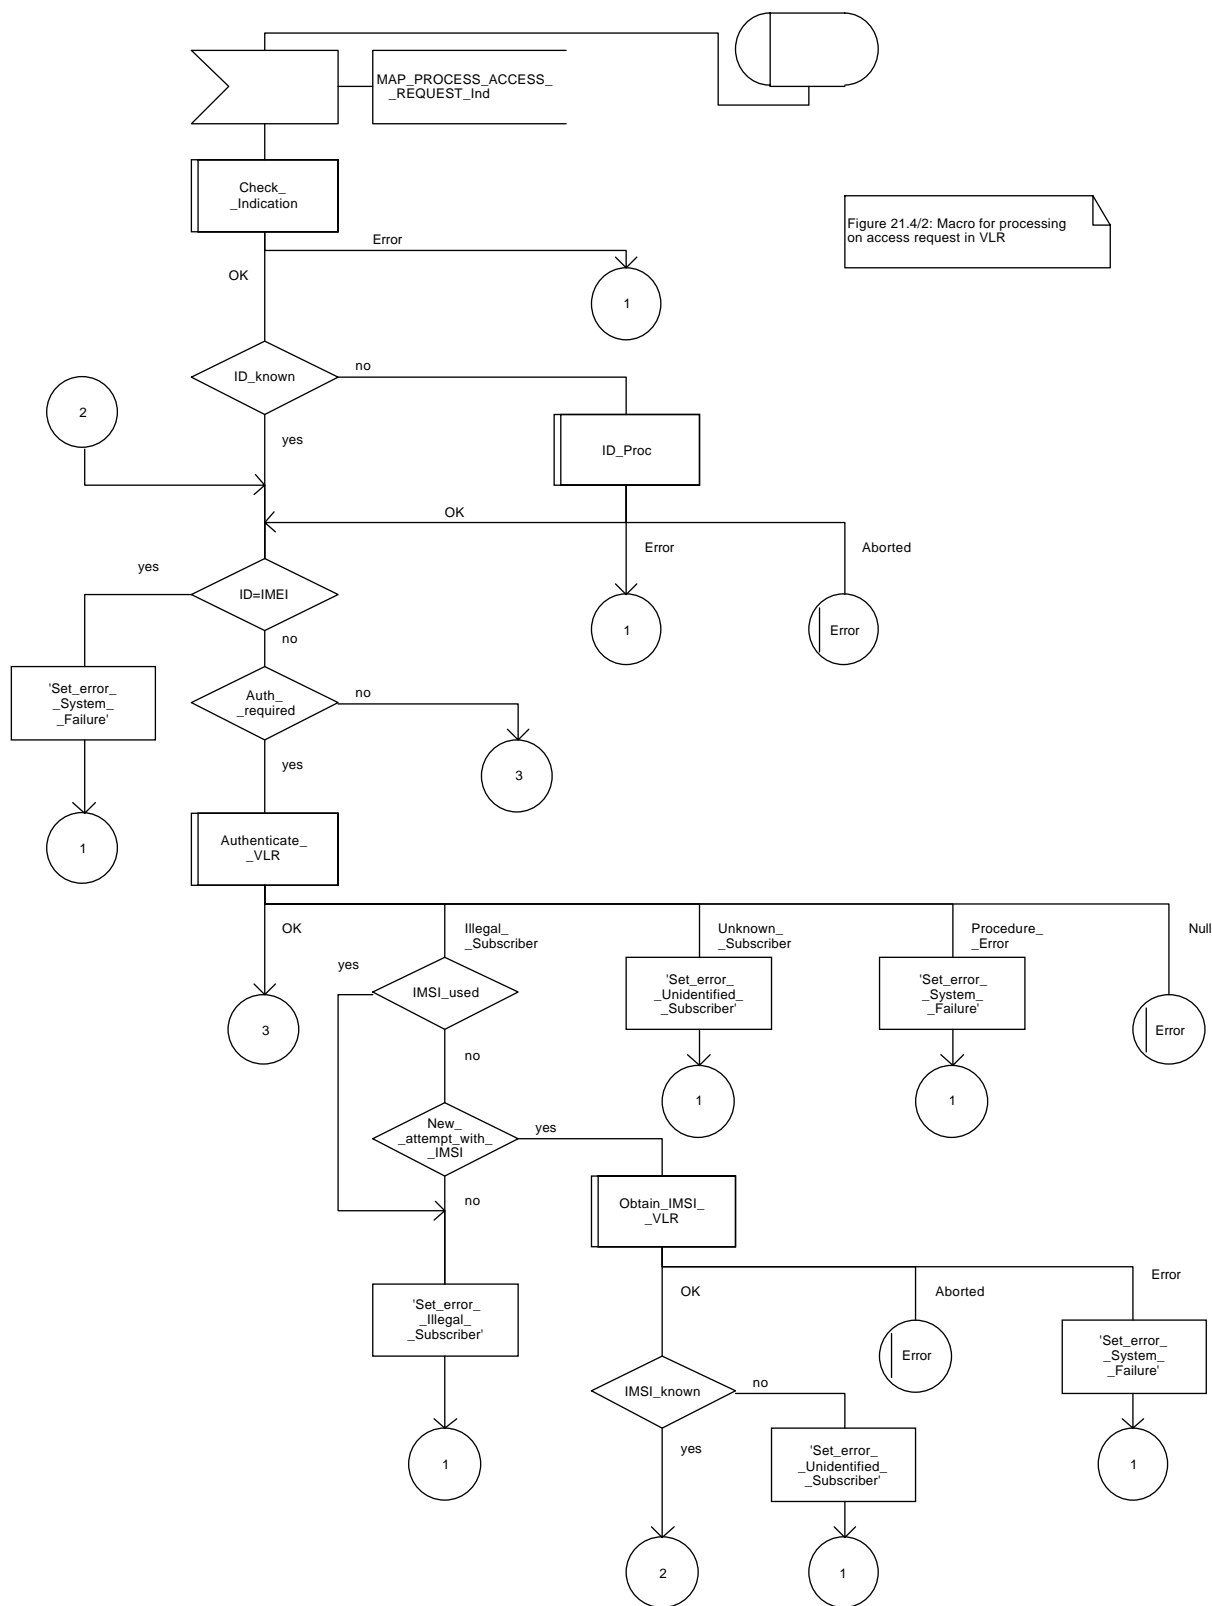 MAP_PROCESS_ACCESS_
_REQUEST_Ind
Check_
_Indication
Figure 21.4/2: Macro for processing
on access request in VLR
Error
OK
1
ID_known
no
2
yes
ID_Proc
OK
Error
Aborted
yes
ID=IMEI
1
Error
no
'Set_error_
_System_
_Failure'
Auth_
_required
no
yes
3
1
Authenticate_
_VLR
OK
Illegal_
_Subscriber
Unknown_
_Subscriber
Procedure_
_Error
Null
yes
IMSI_used
'Set_error_
_Unidentified_
_Subscriber'
'Set_error_
_System_
_Failure'
3
Error
no
1
1
New_
_attempt_with_
_IMSI
yes
no
Obtain_IMSI_
_VLR
OK
Aborted
Error
'Set_error_
_Illegal_
_Subscriber'
Error
'Set_error_
_System_
_Failure'
IMSI_known
no
yes
1
'Set_error_
_Unidentified_
_Subscriber'
1
2
1